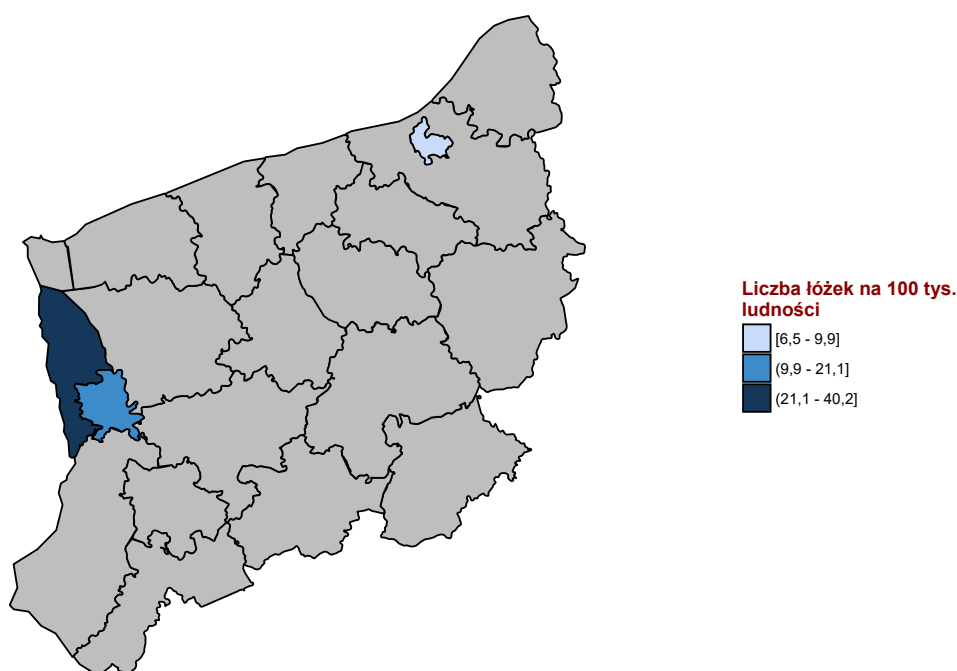 Liczba łóżek na 100 tys.
ludności
[6,5 - 9,9]
(9,9 - 21,1]
(21,1 - 40,2]